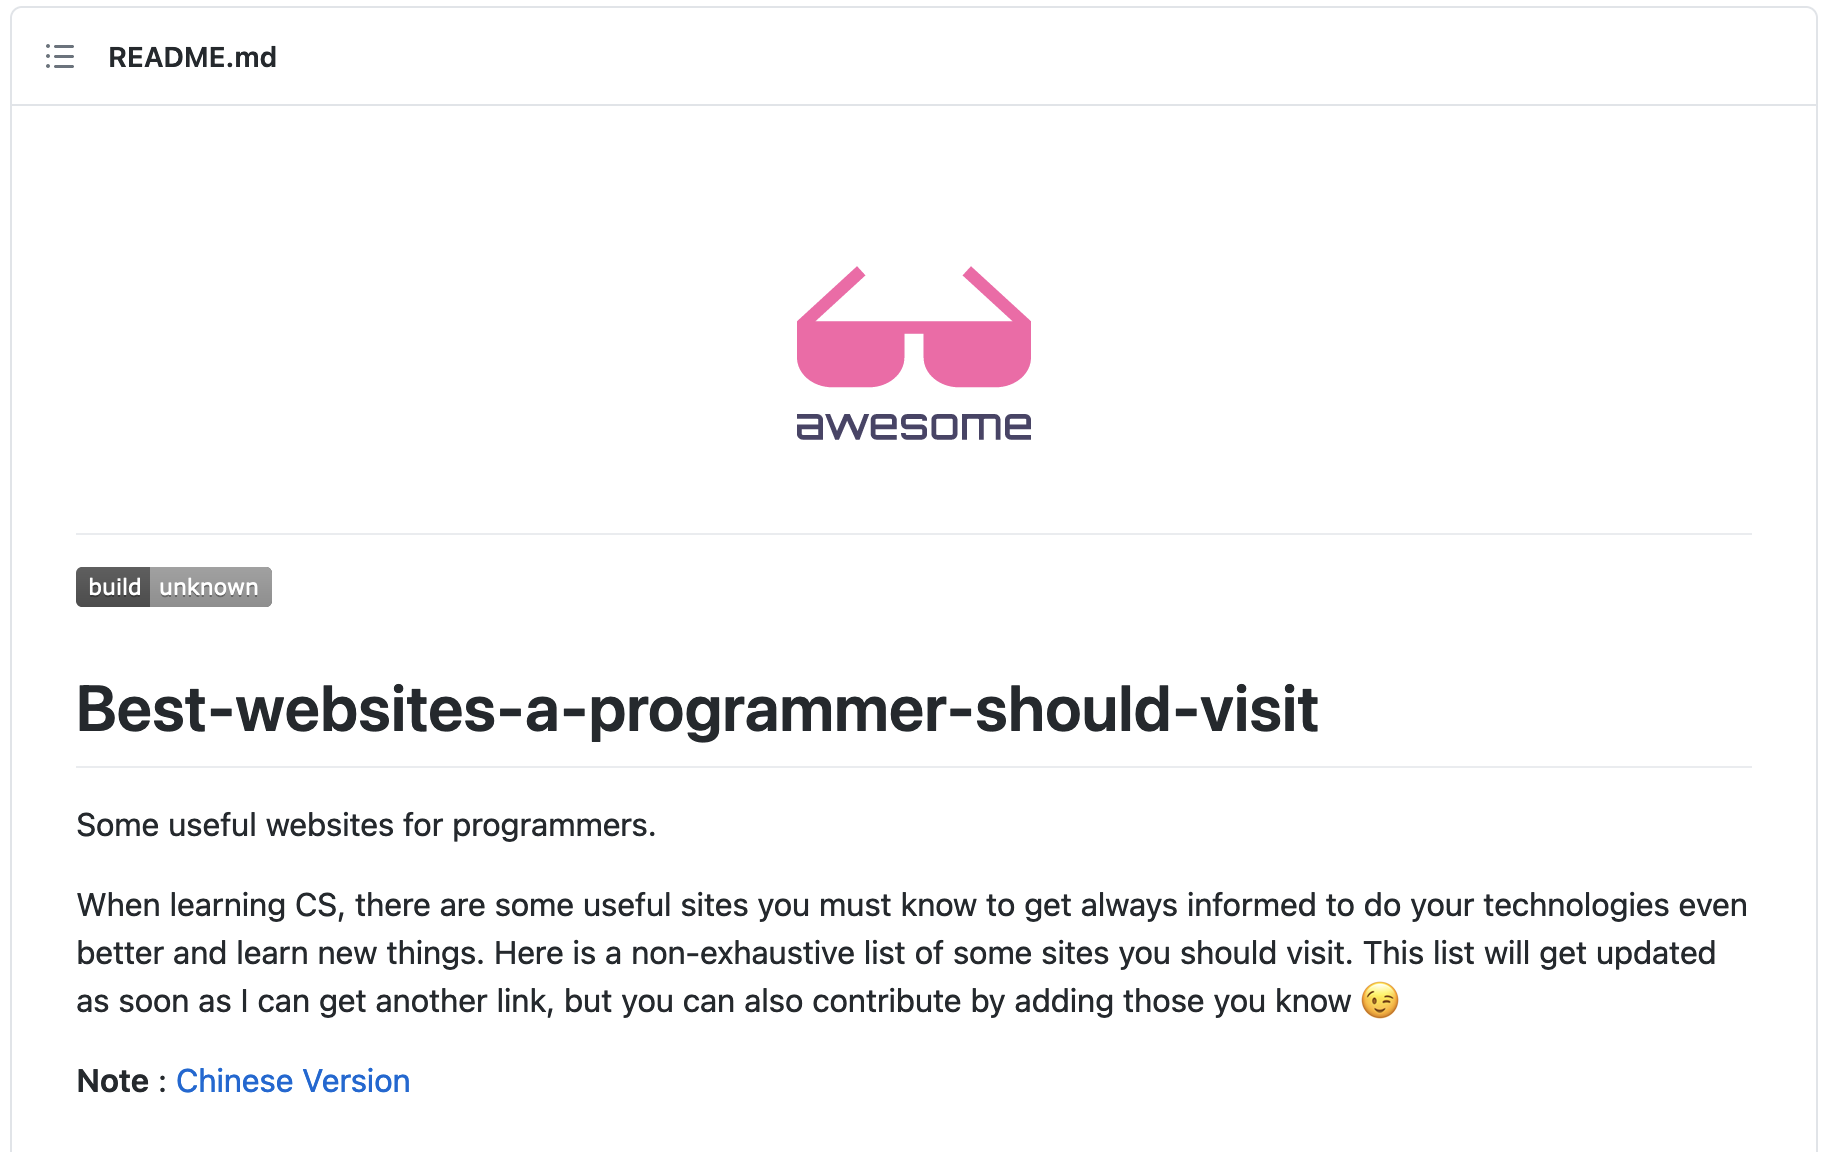 README.md
awesome
build unknown
Best-websites-a-programmer-should-visit
Some useful websites for programmers.
When learning CS, there are some useful sites you must know to get always informed to do your technologies even
better and learn new things. Here is a non-exhaustive list of some sites you should visit. This list will get updated
as soon as I can get another link, but you can also contribute by adding those you know 😉
Note : Chinese Version